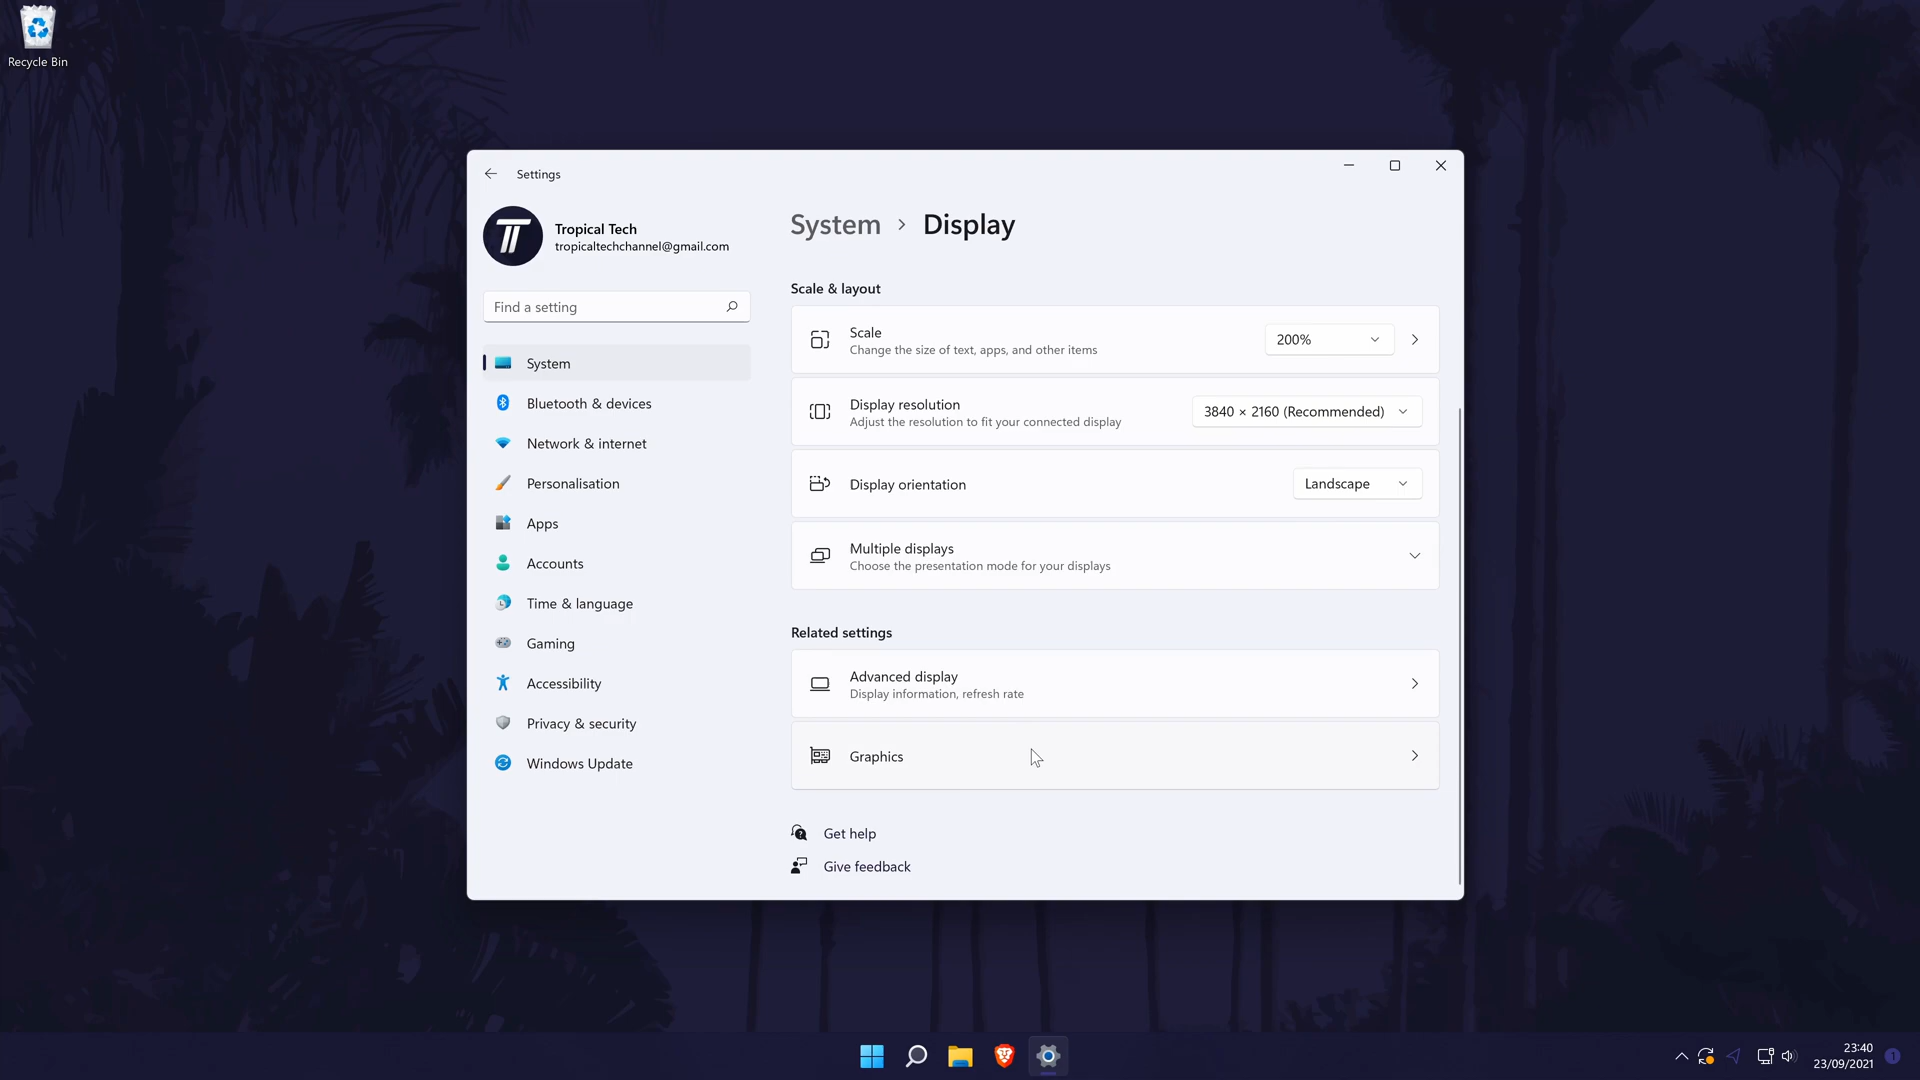 Recycle Bin
Settings
Tropical Tech
tropicaltechchannel@gmail.com
Find a setting
System
Bluetooth & devices
Network & internet
Personalisation
Apps
Accounts
Time & language
Gaming
Accessibility
Privacy & security
Windows Update
System > Display
Scale & layout
Scale
Change the size of text, apps, and other items
200%
Display resolution
Adjust the resolution to fit your connected display
3840 × 2160 (Recommended)
Display orientation
Landscape
Multiple displays
Choose the presentation mode for your displays
Related settings
Advanced display
Display information, refresh rate
Graphics
Get help
Give feedback
23:40
23/09/2021
1